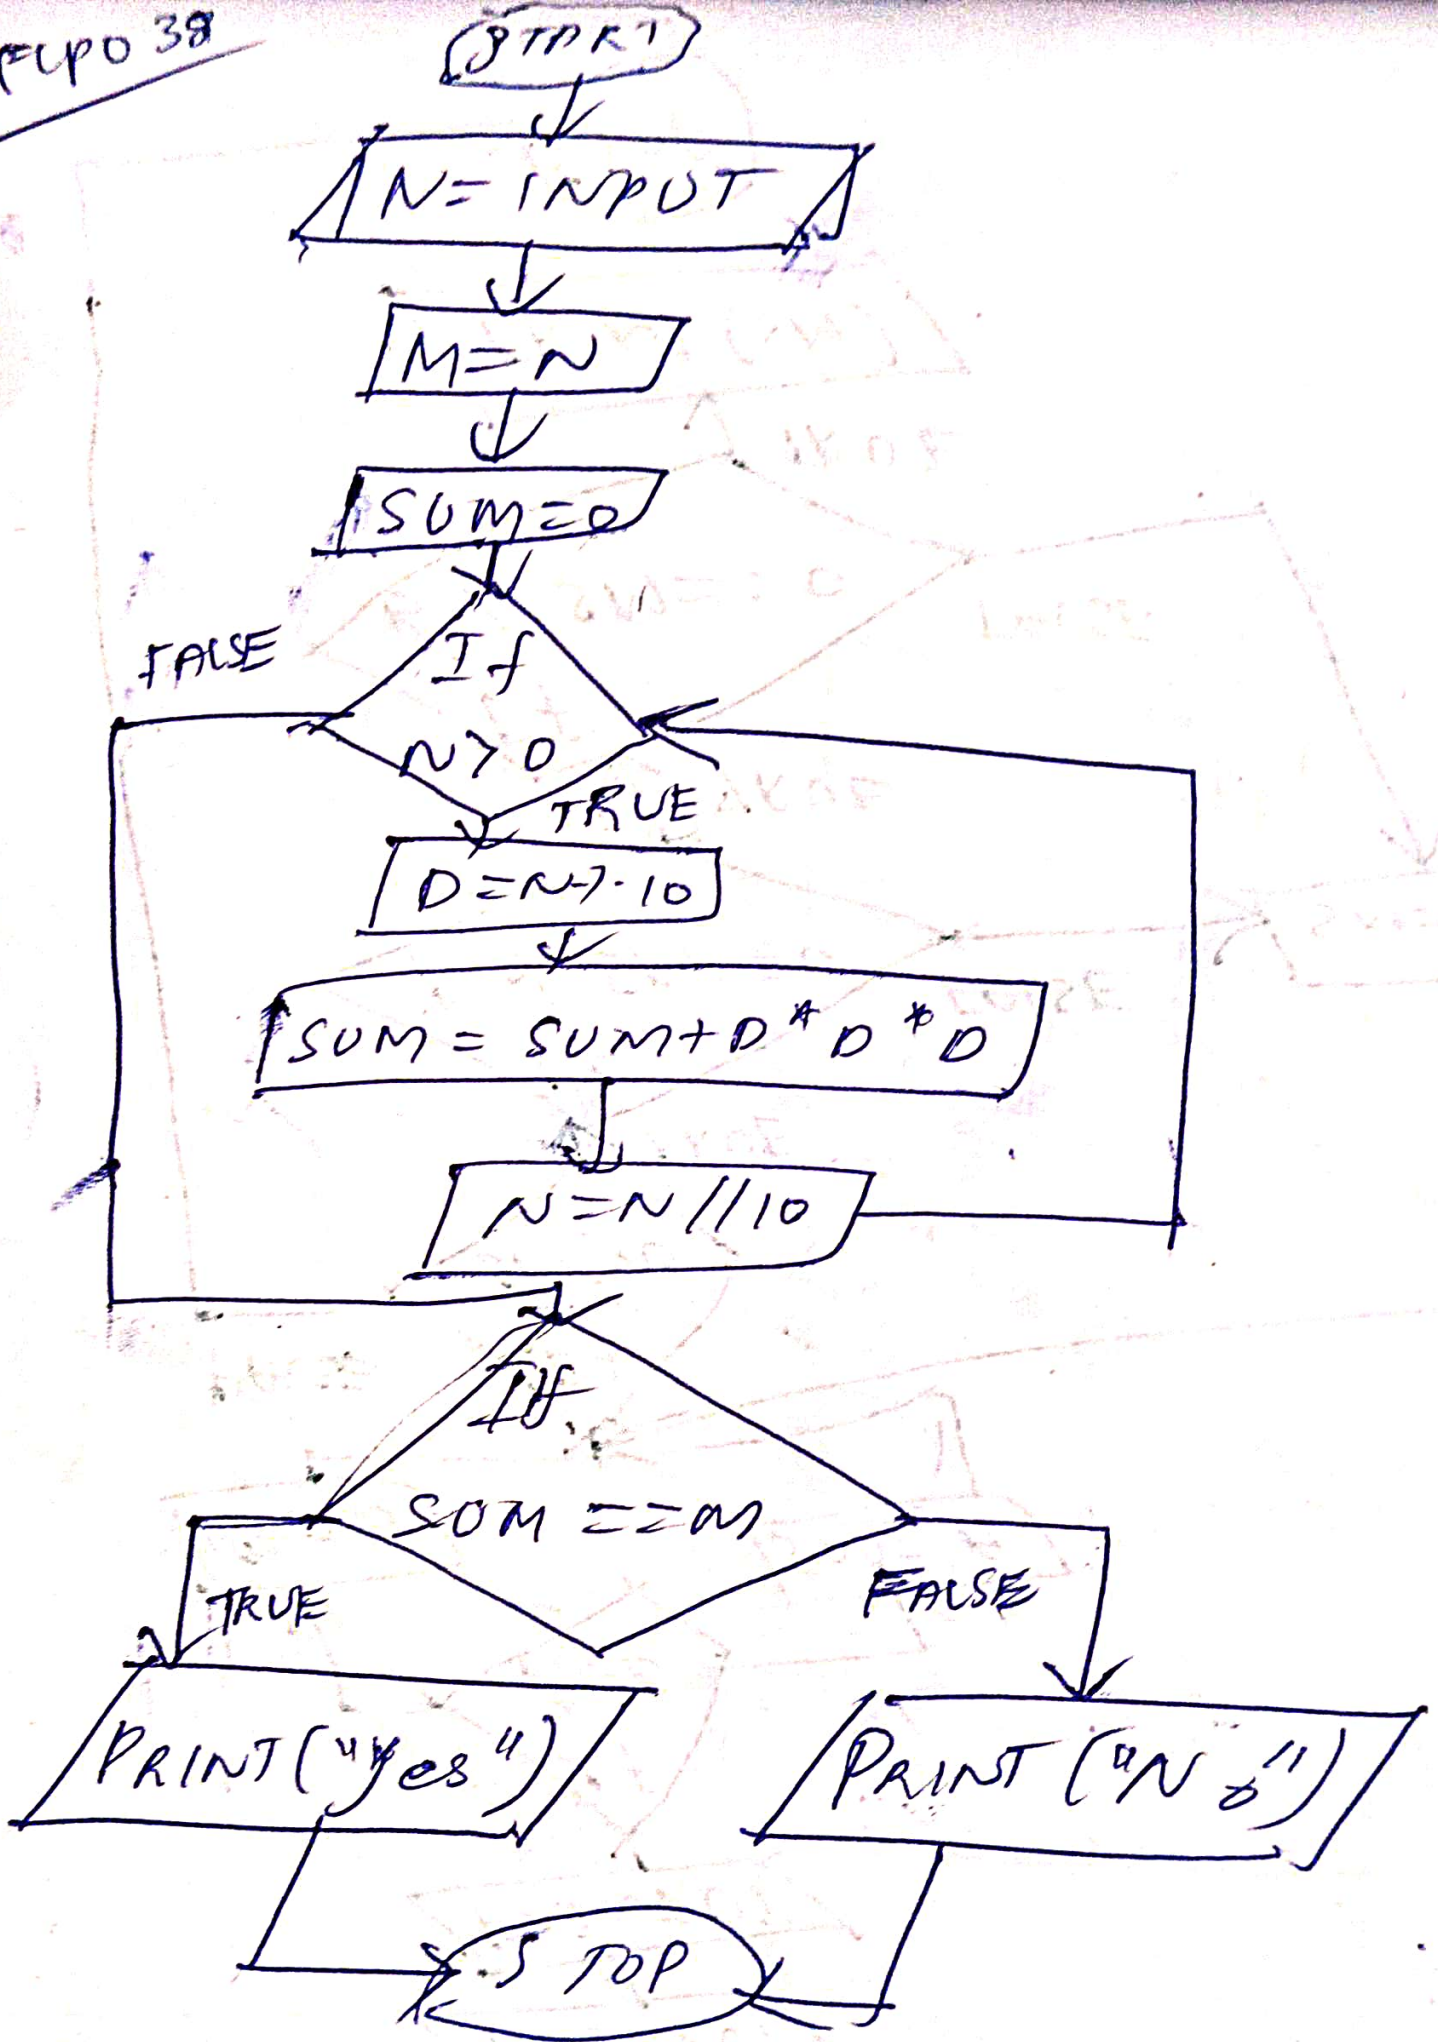 FLPO 38
START
N= INPUT
M=N
SUM=0
If
N>0
FALSE
TRUE
D=N%10
SUM = SUM+D*D*D
N=N//10
If
SUM ==M
TRUE
FALSE
PRINT("Yes")
PRINT ("No")
STOP